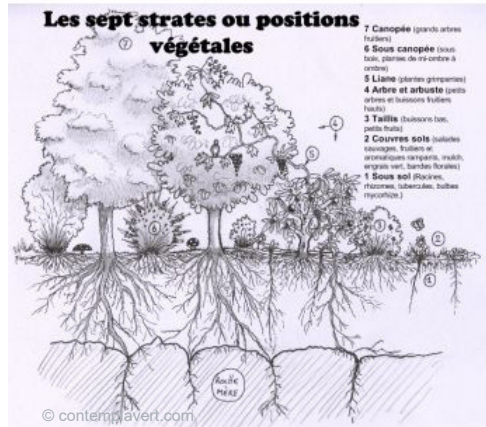 Les sept strates ou positions
végétales
7 Canopée (grands arbres
fruitiers)
6 Sous canopée (sous
bois, plantes de mi-ombre à
ombre)
5 Liane (plantes grimpantes)
4 Arbre et arbuste (petits
arbres et buissons fruitiers
hauts)
3 Taillis (buissons bas,
petits fruits)
2 Couvres sols (salades
sauvages, fruitiers et
aromatiques rampants, mulch,
engrais vert, bandes florales)
1 Sous sol (Racines,
rhizomes, tubercules, bulbes
mycorhize.)
7
4
5
6
3
2
1
ROCHE
MÈRE
© contemplavert.com